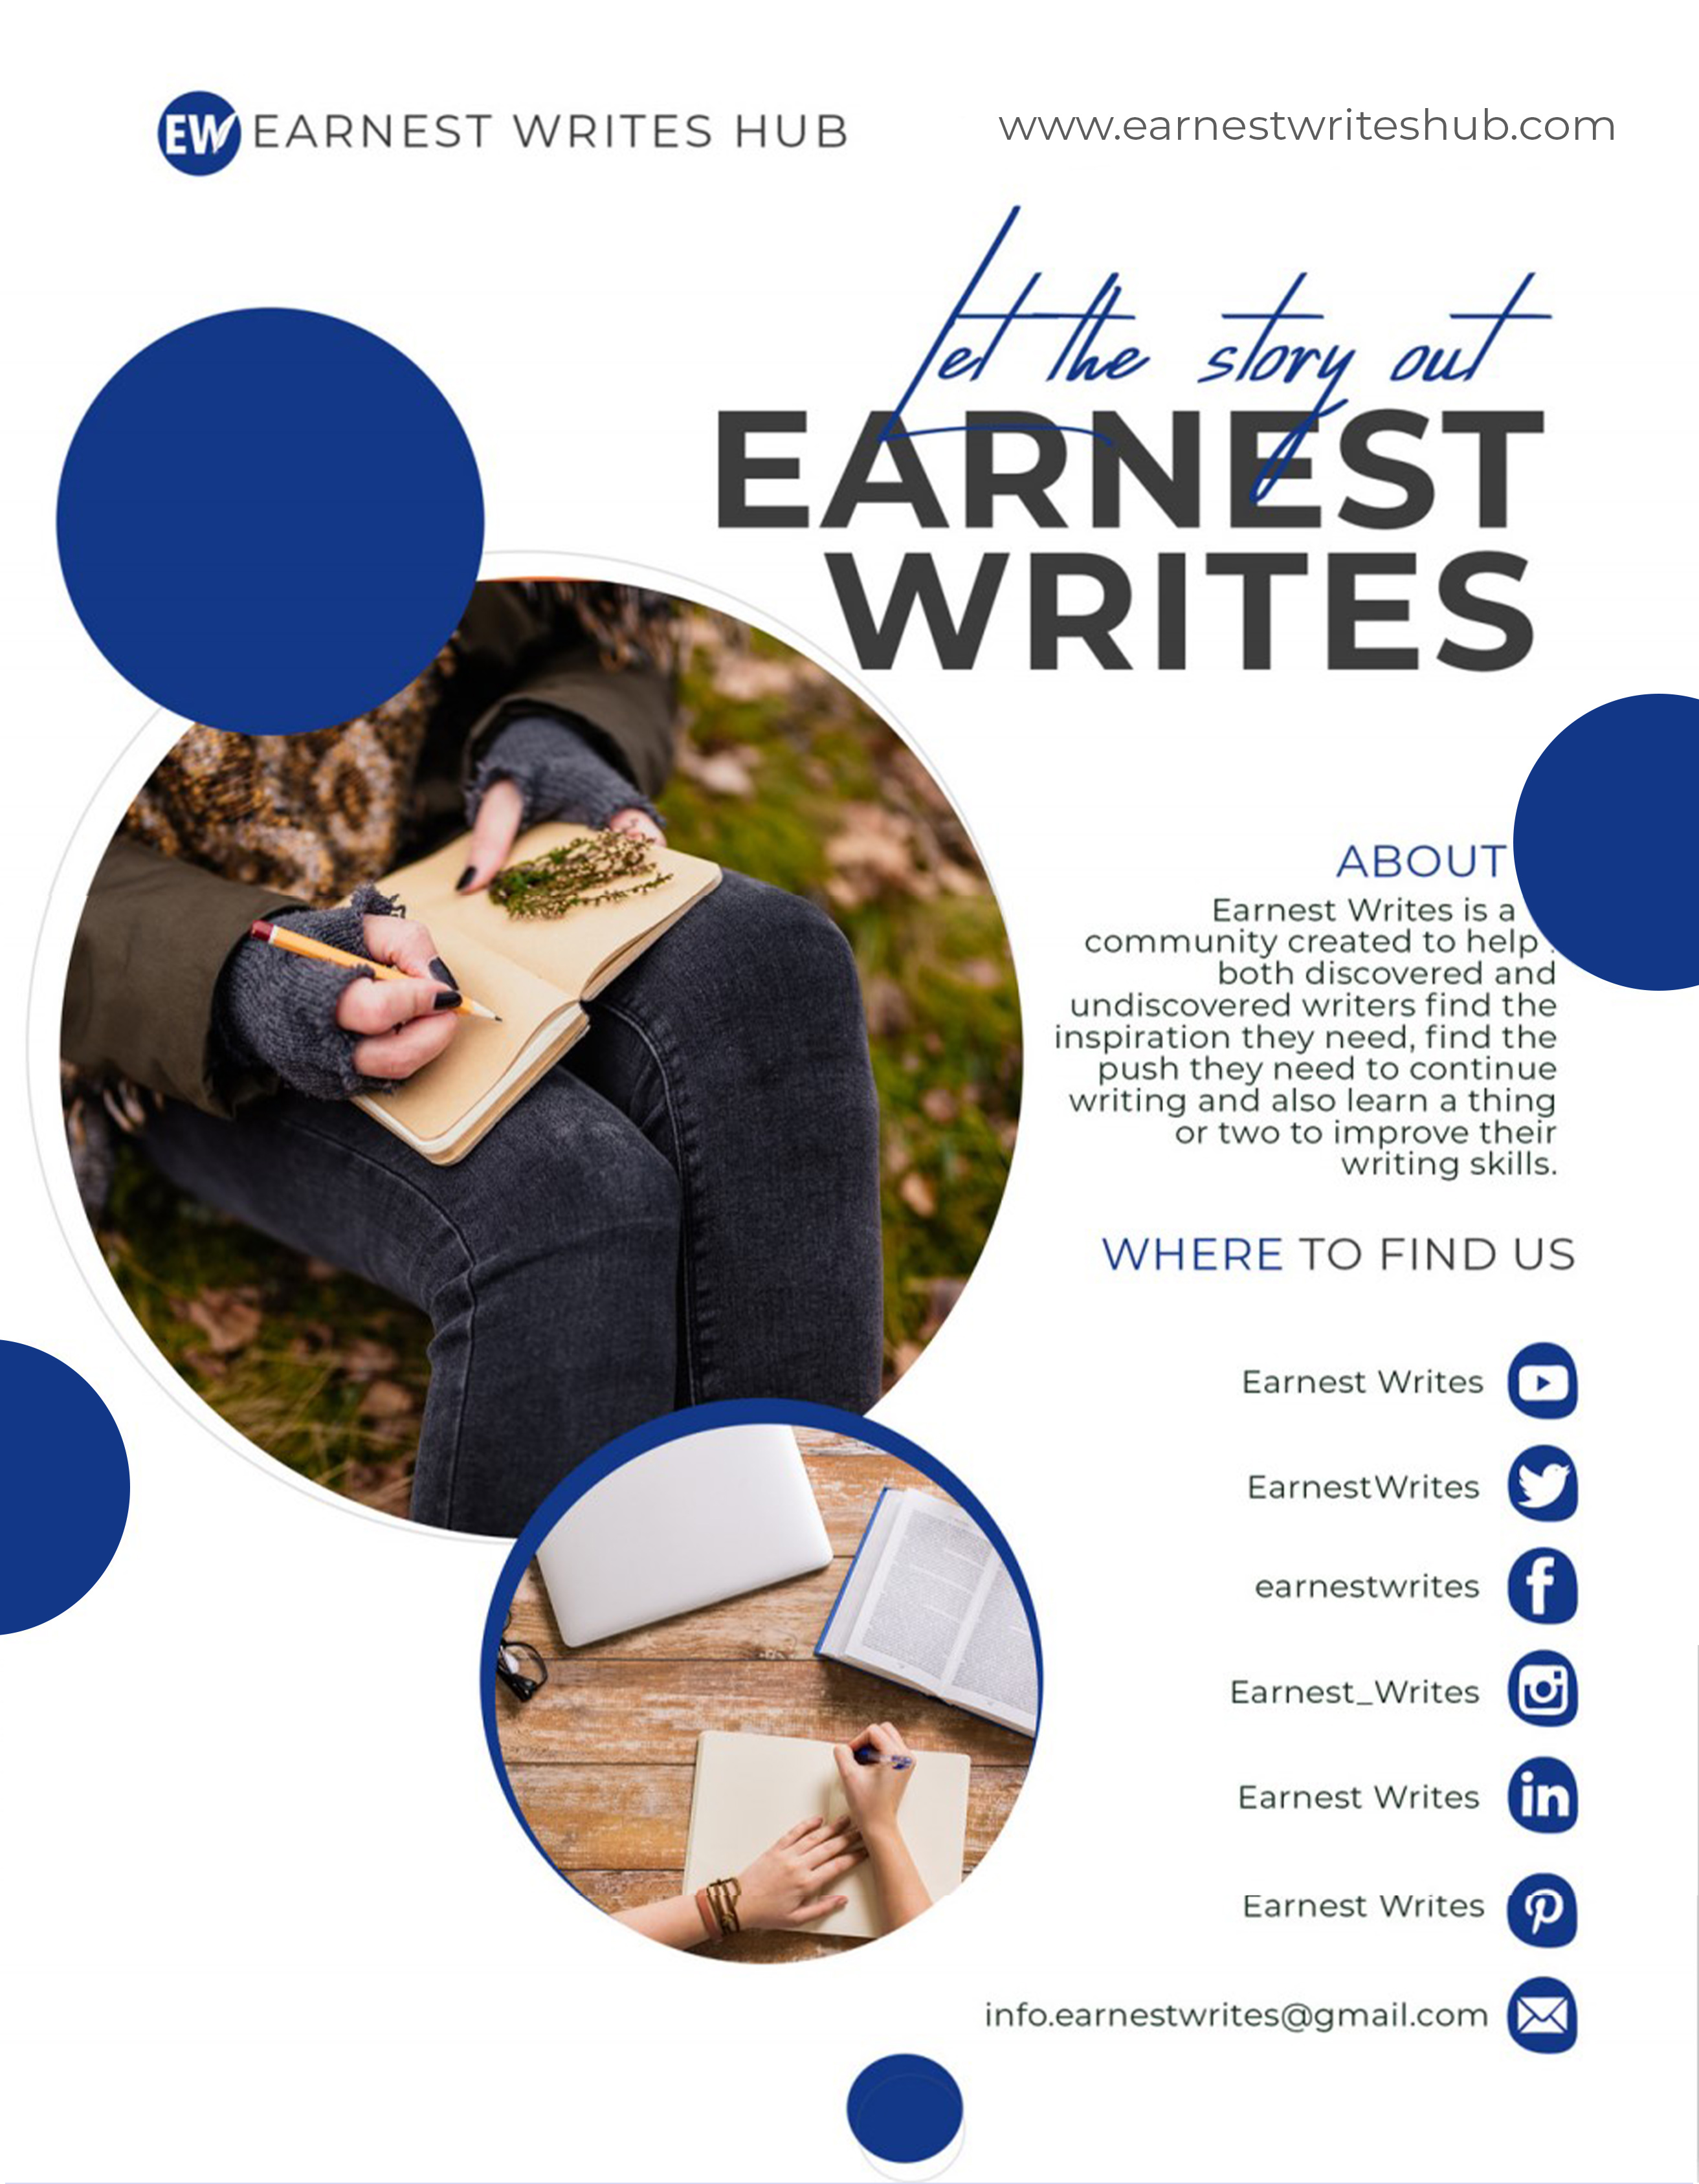 EW EARNEST WRITES HUB
www.earnestwriteshub.com
Let the story out
EARNEST
WRITES
ABOUT
Earnest Writes is a
community created to help
both discovered and
undiscovered writers find the
inspiration they need, find the
push they need to continue
writing and also learn a thing
or two to improve their
writing skills.
WHERE TO FIND US
Earnest Writes
EarnestWrites
earnestwrites
Earnest_Writes
Earnest Writes
Earnest Writes
info.earnestwrites@gmail.com